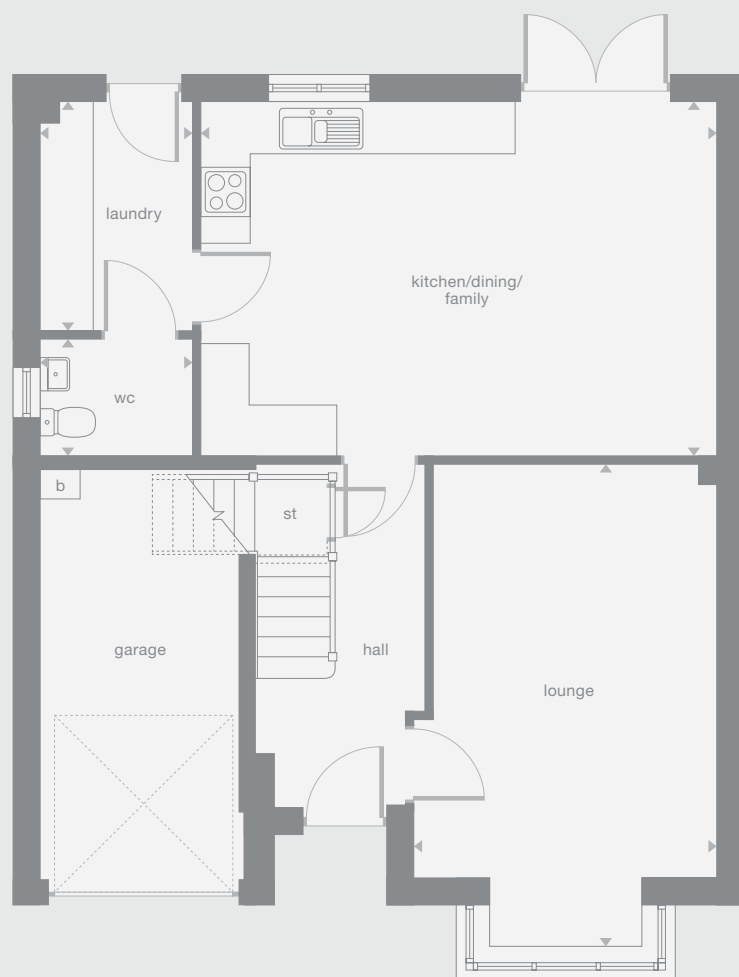 laundry
kitchen/dining/
family
wc
b
st
garage
hall
lounge